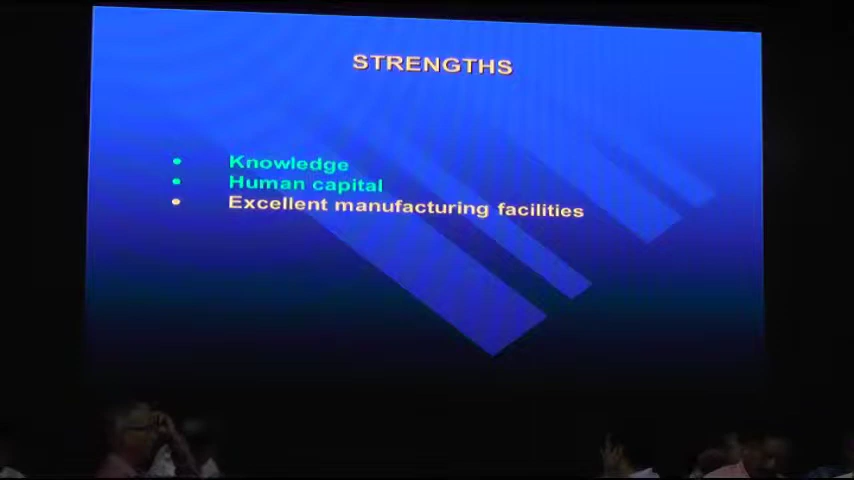 STRENGTHS
• Knowledge
• Human capital
• Excellent manufacturing facilities